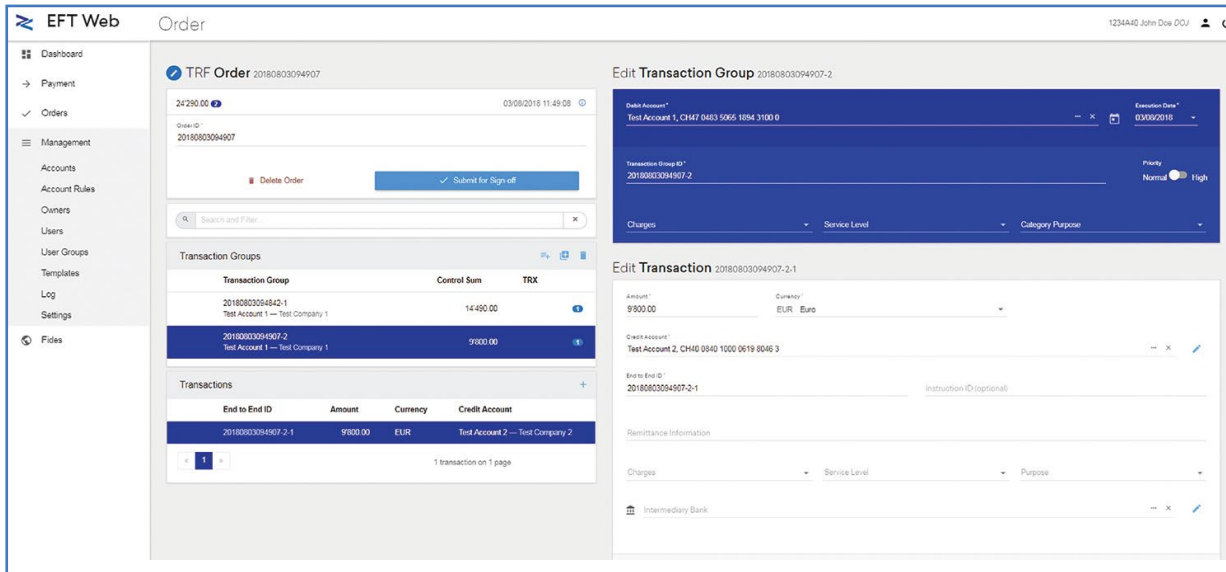 EFT Web
Order
1234A40 John Doe DOJ
Dashboard
Payment
Orders
Management
Accounts
Account Rules
Owners
Users
User Groups
Templates
Log
Settings
Fides
TRF Order 20180803094907
24'290.00 2
03/08/2018 11:49:08
Order ID *
20180803094907
Delete Order
Submit for Sign-off
Search and Filter...
Transaction Groups
Transaction Group Control Sum TRX
20180803094842-1
Test Account 1 — Test Company 1
14'490.00 1
20180803094907-2
Test Account 1 — Test Company 1
9'800.00 1
Transactions
End to End ID Amount Currency Credit Account
20180803094907-2-1 9'800.00 EUR Test Account 2 — Test Company 2
« 1 »
1 transaction on 1 page
Edit Transaction Group 20180803094907-2
Debit Account *
Test Account 1, CH47 0483 5065 1894 3100 0
Execution Date *
03/08/2018
Transaction Group ID *
20180803094907-2
Priority
Normal High
Charges Service Level Category Purpose
Edit Transaction 20180803094907-2-1
Amount * Currency *
9'800.00 EUR Euro
Credit Account *
Test Account 2, CH40 0840 1000 0619 8046 3
End to End ID *
20180803094907-2-1 Instruction ID (optional)
Remittance Information
Charges Service Level Purpose
Intermediary Bank